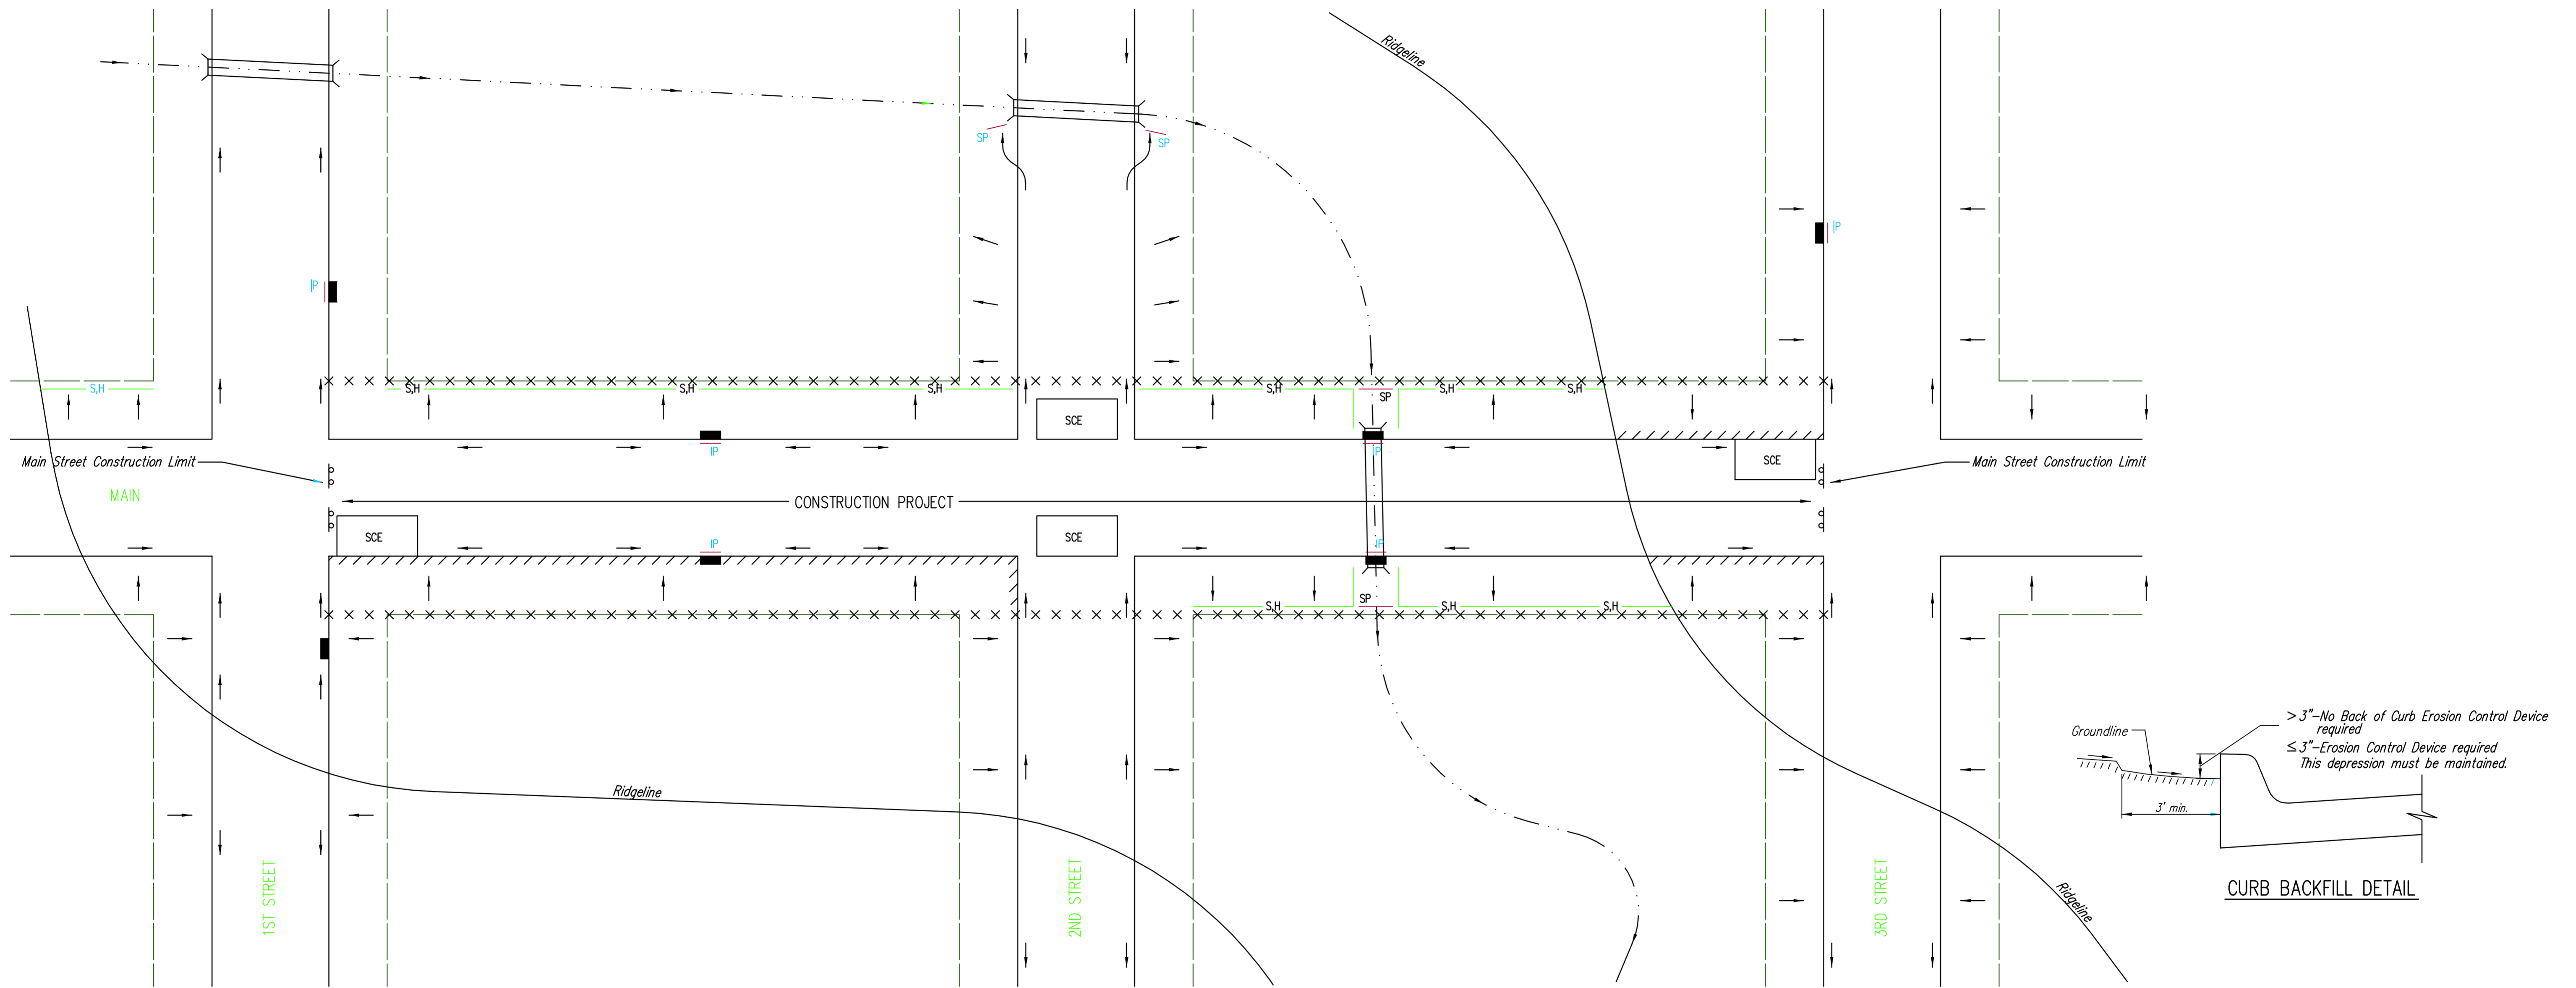 Ridgeline
SP
SP
IP
IP
S,H
S,H
S,H
S,H
S,H
S,H
S,H
SP
SCE
IP
IP
SCE
Main Street Construction Limit
Main Street Construction Limit
MAIN
CONSTRUCTION PROJECT
SCE
SCE
IP
IP
S,H
SP
S,H
S,H
Ridgeline
Ridgeline
1ST STREET
2ND STREET
3RD STREET
Groundline
> 3"-No Back of Curb Erosion Control Device
required
≤ 3"-Erosion Control Device required
This depression must be maintained.
3' min.
CURB BACKFILL DETAIL